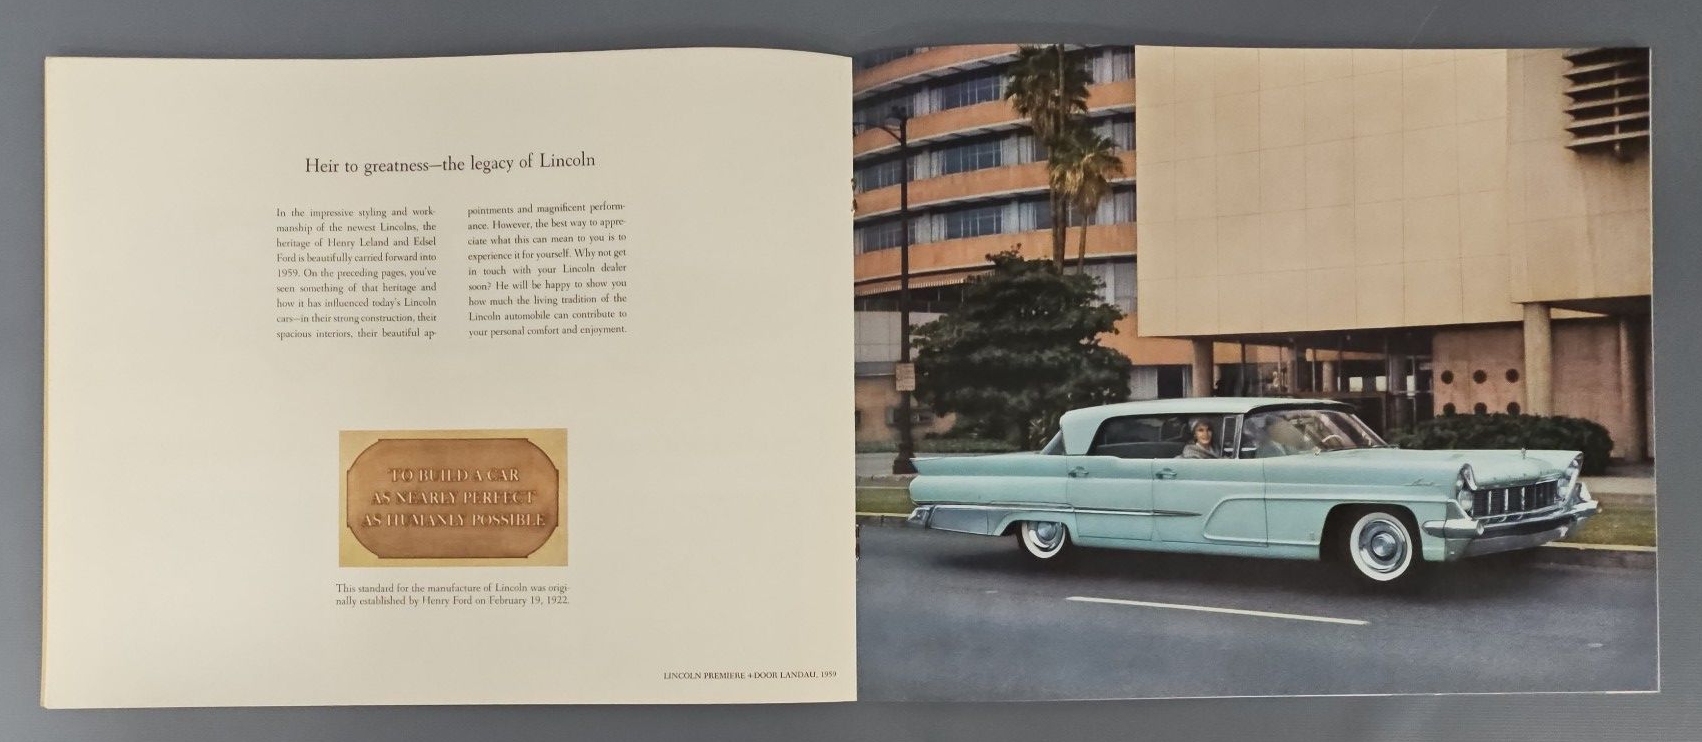 Heir to greatness—the legacy of Lincoln
In the impressive styling and work-
manship of the newest Lincolns, the
heritage of Henry Leland and Edsel
Ford is beautifully carried forward into
1959. On the preceding pages, you've
seen something of that heritage and
how it has influenced today's Lincoln
cars—in their strong construction, their
spacious interiors, their beautiful ap-
pointments and magnificent perform-
ance. However, the best way to appre-
ciate what this can mean to you is to
experience it for yourself. Why not get
in touch with your Lincoln dealer
soon? He will be happy to show you
how much the living tradition of the
Lincoln automobile can contribute to
your personal comfort and enjoyment.
TO BUILD A CAR
AS NEARLY PERFECT
AS HUMANLY POSSIBLE
This standard for the manufacture of Lincoln was origi-
nally established by Henry Ford on February 19, 1922.
LINCOLN PREMIERE 4-DOOR LANDAU, 1959